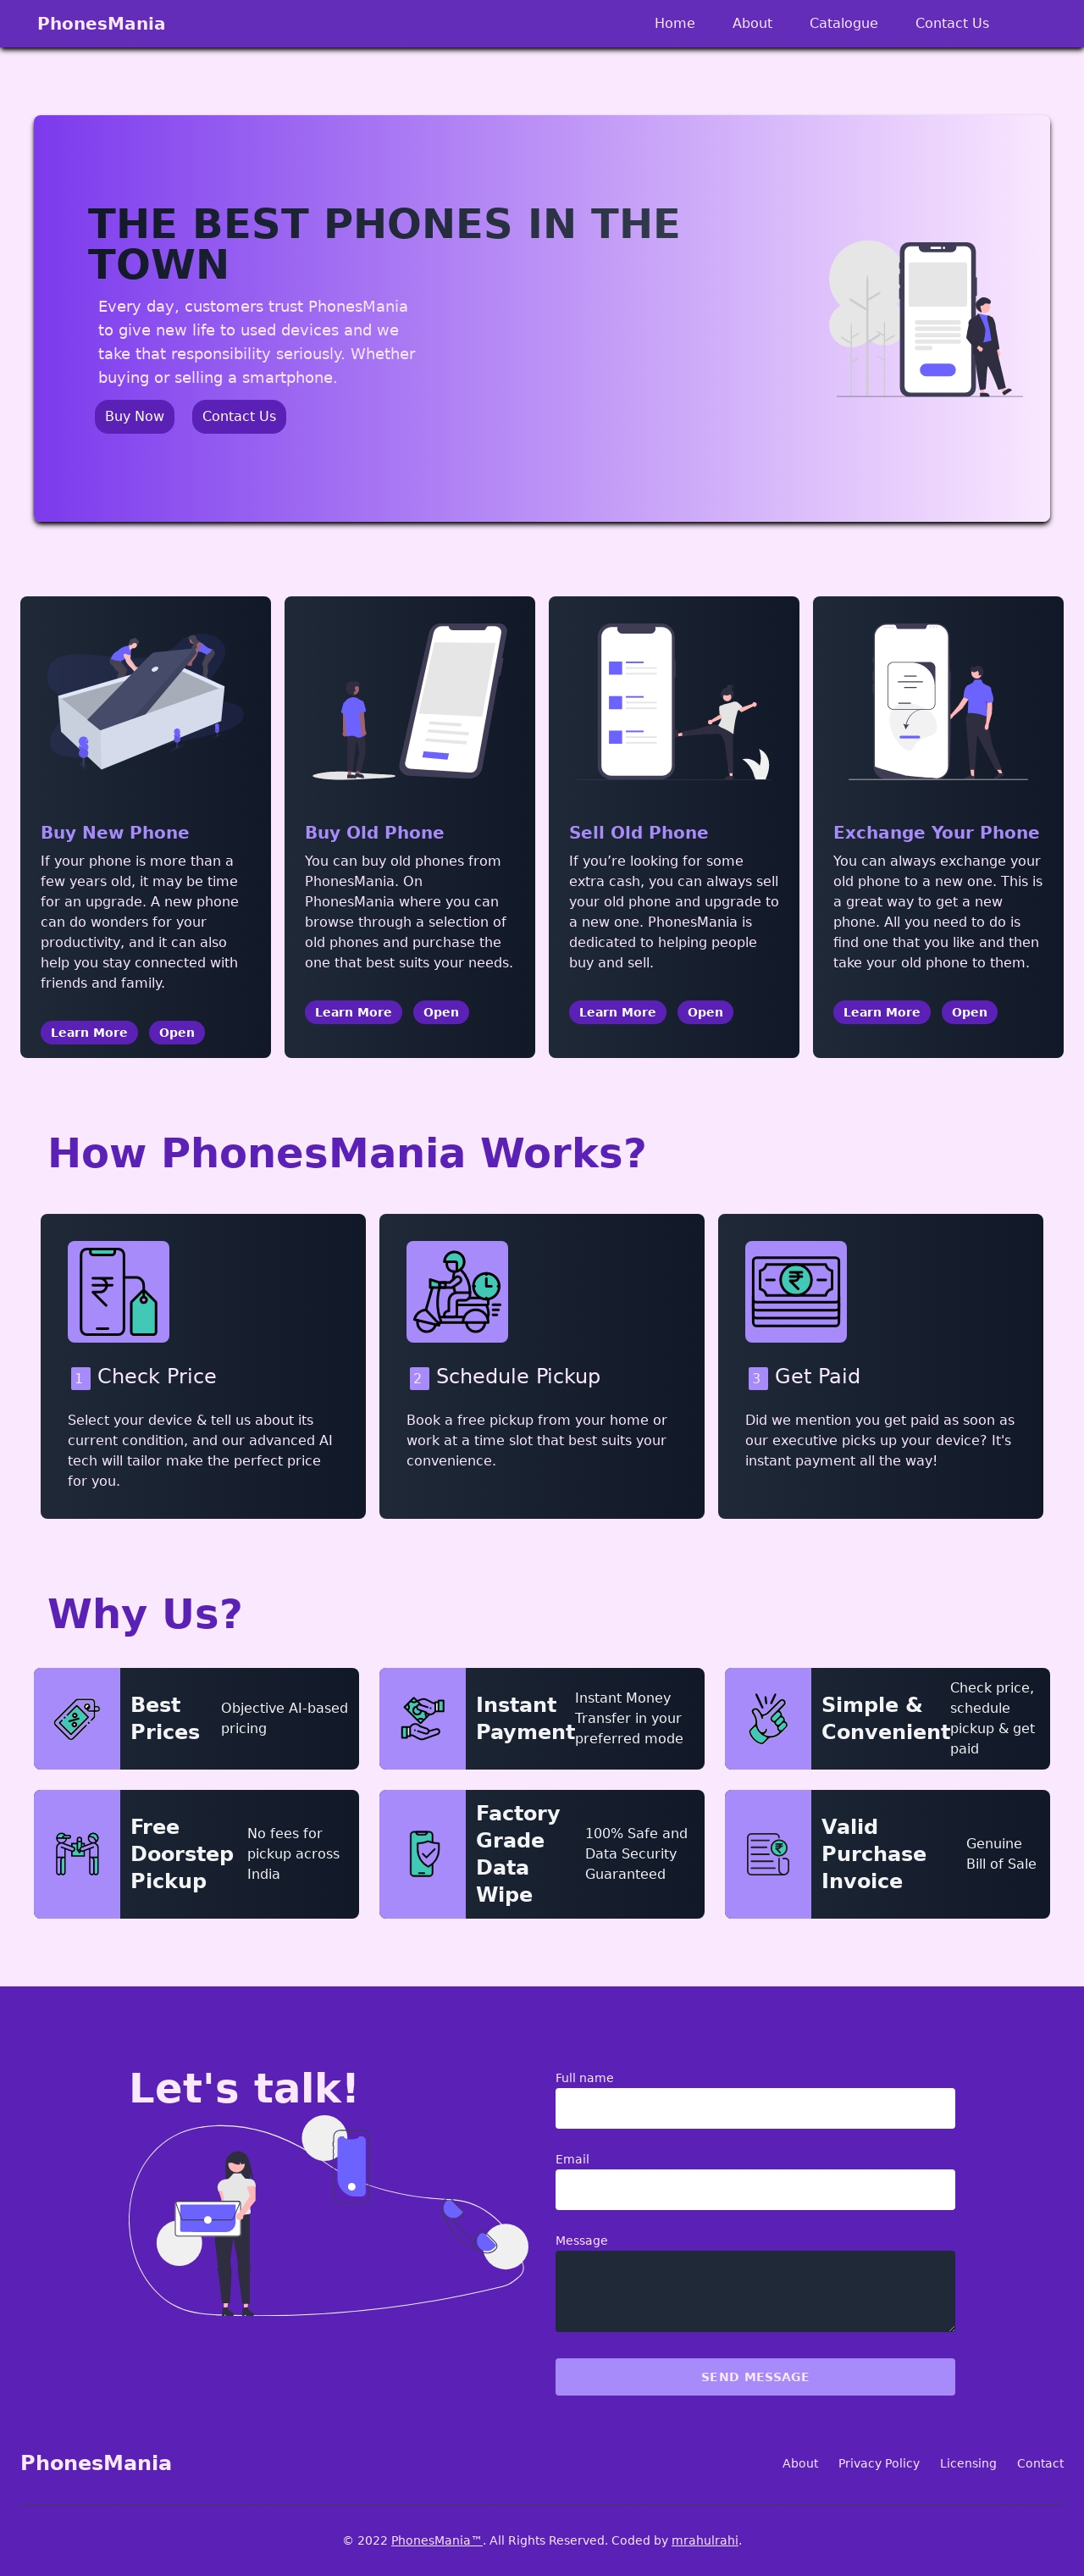 PhonesMania
Home About Catalogue Contact Us
THE BEST PHONES IN THE
TOWN
Every day, customers trust PhonesMania
to give new life to used devices and we
take that responsibility seriously. Whether
buying or selling a smartphone.
Buy Now Contact Us
Buy New Phone
If your phone is more than a
few years old, it may be time
for an upgrade. A new phone
can do wonders for your
productivity, and it can also
help you stay connected with
friends and family.
Learn More Open
Buy Old Phone
You can buy old phones from
PhonesMania. On
PhonesMania where you can
browse through a selection of
old phones and purchase the
one that best suits your needs.
Learn More Open
Sell Old Phone
If you’re looking for some
extra cash, you can always sell
your old phone and upgrade to
a new one. PhonesMania is
dedicated to helping people
buy and sell.
Learn More Open
Exchange Your Phone
You can always exchange your
old phone to a new one. This is
a great way to get a new
phone. All you need to do is
find one that you like and then
take your old phone to them.
Learn More Open
How PhonesMania Works?
₹
1 Check Price
Select your device & tell us about its
current condition, and our advanced AI
tech will tailor make the perfect price
for you.
2 Schedule Pickup
Book a free pickup from your home or
work at a time slot that best suits your
convenience.
₹
3 Get Paid
Did we mention you get paid as soon as
our executive picks up your device? It's
instant payment all the way!
Why Us?
%
Best
Prices
Objective AI-based
pricing
Instant
Payment
Instant Money
Transfer in your
preferred mode
Simple &
Convenient
Check price,
schedule
pickup & get
paid
Free
Doorstep
Pickup
No fees for
pickup across
India
Factory
Grade
Data
Wipe
100% Safe and
Data Security
Guaranteed
₹
Valid
Purchase
Invoice
Genuine
Bill of Sale
Let's talk!
Full name
Email
Message
SEND MESSAGE
PhonesMania
About Privacy Policy Licensing Contact
© 2022 PhonesMania™. All Rights Reserved. Coded by mrahulrahi.